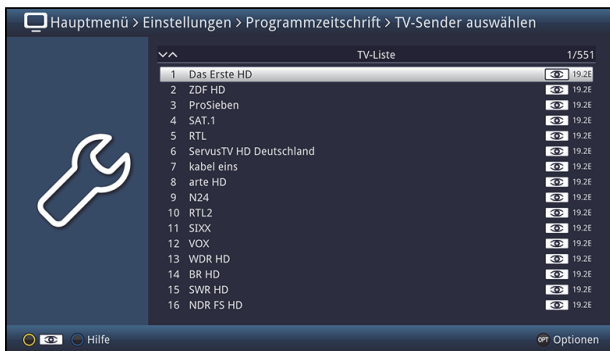 Hauptmenü > Einstellungen > Programmzeitschrift > TV-Sender auswählen
TV-Liste 1/551
1 Das Erste HD 19.2E
2 ZDF HD 19.2E
3 ProSieben 19.2E
4 SAT.1 19.2E
5 RTL 19.2E
6 ServusTV HD Deutschland 19.2E
7 kabel eins 19.2E
8 arte HD 19.2E
9 N24 19.2E
10 RTL2 19.2E
11 SIXX 19.2E
12 VOX 19.2E
13 WDR HD 19.2E
14 BR HD 19.2E
15 SWR HD 19.2E
16 NDR FS HD 19.2E
Hilfe OPT Optionen